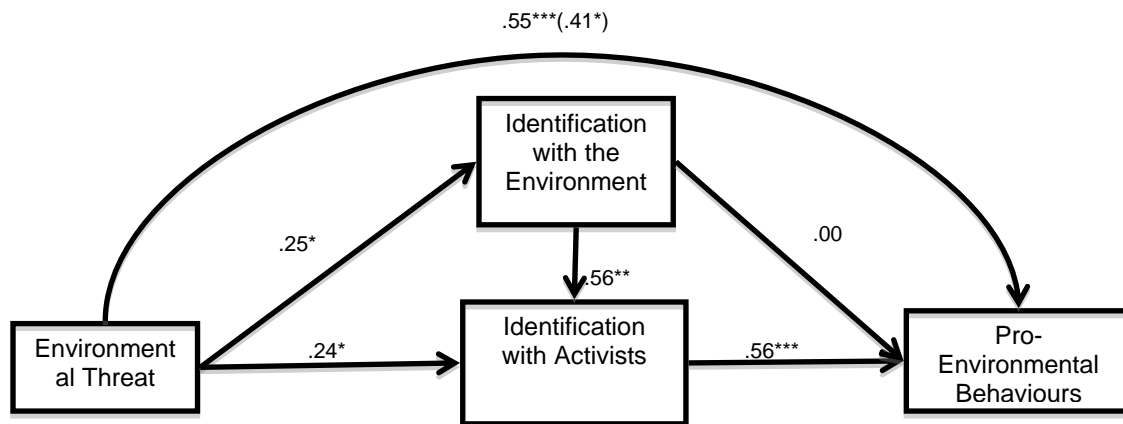 .55***(.41*)
Identification
with the
Environment
.25*
.00
.56**
Environment
al Threat
.24*
Identification
with Activists
.56***
Pro-
Environmental
Behaviours